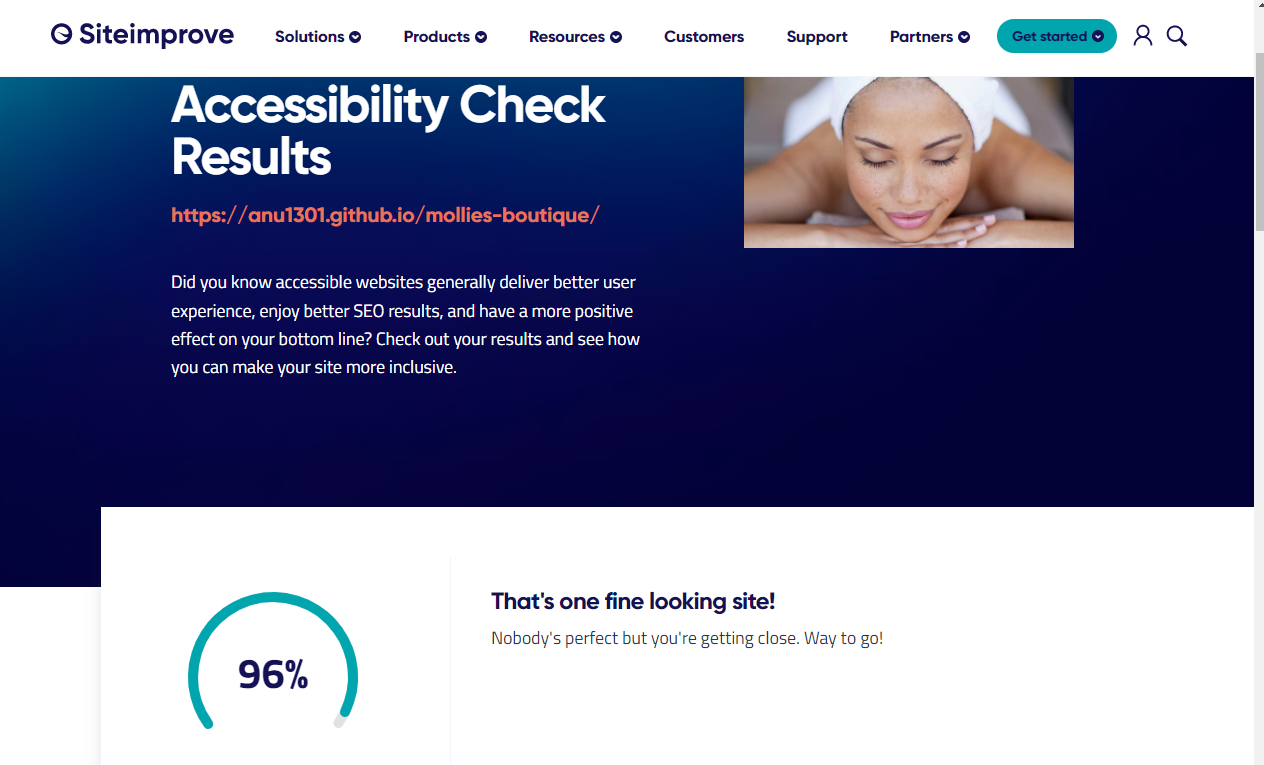 Siteimprove Solutions Products Resources Customers Support Partners Get started
Accessibility Check
Results
https://anu1301.github.io/mollies-boutique/
Did you know accessible websites generally deliver better user
experience, enjoy better SEO results, and have a more positive
effect on your bottom line? Check out your results and see how
you can make your site more inclusive.
96%
That's one fine looking site!
Nobody's perfect but you're getting close. Way to go!